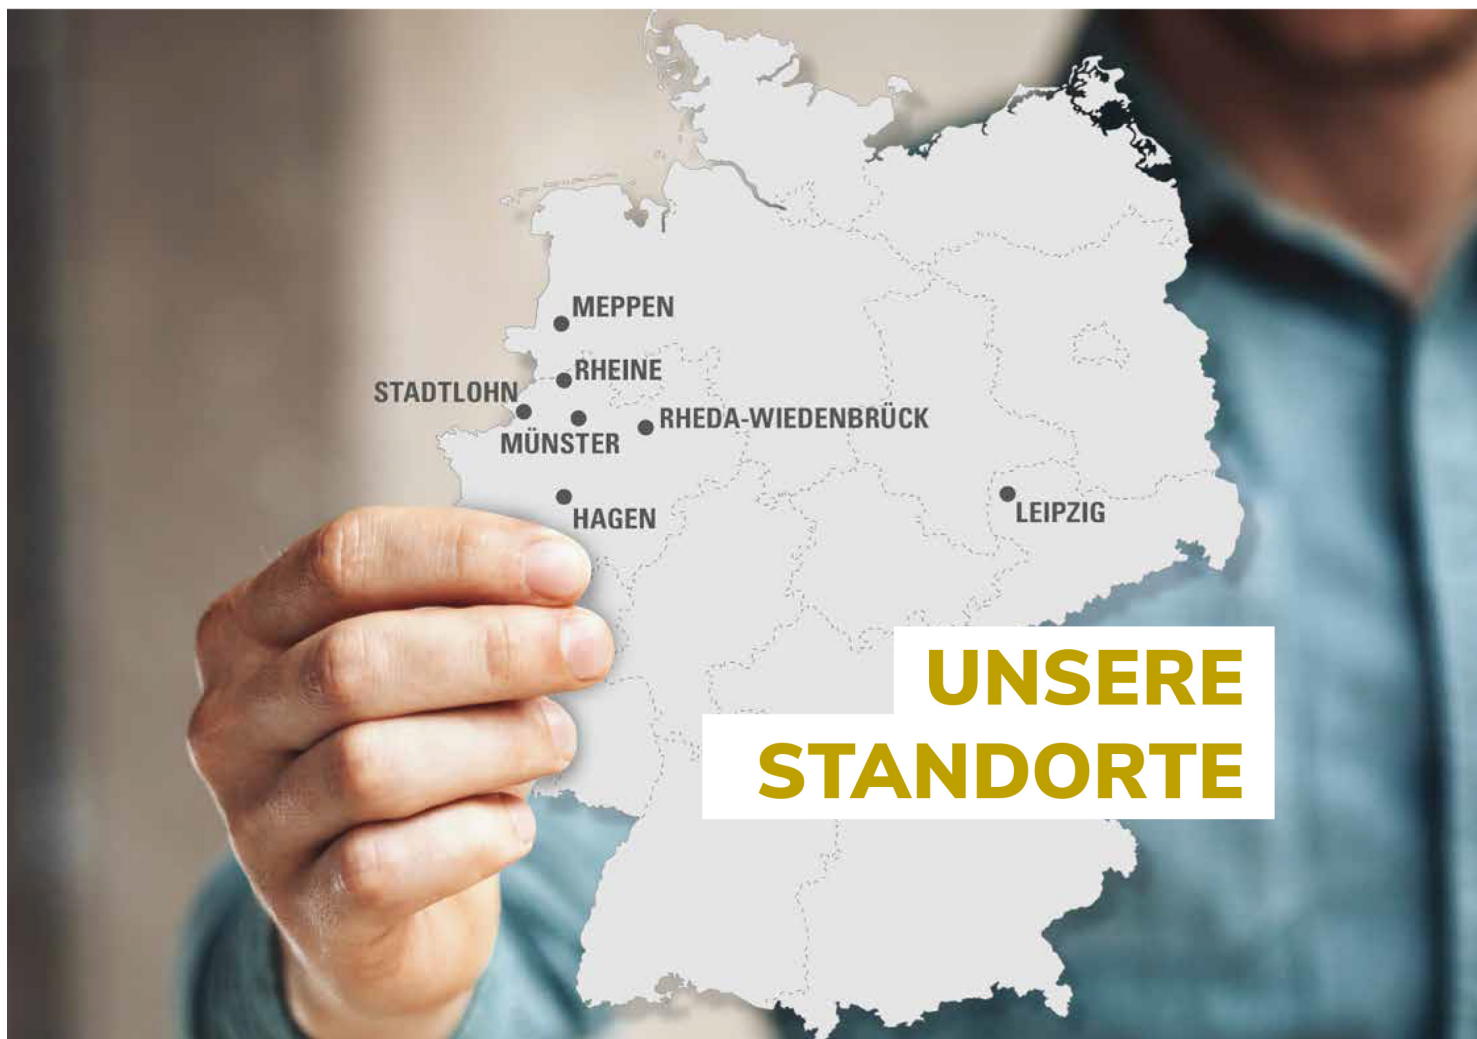 MEPPEN
RHEINE
STADTLOHN
RHEDA-WIEDENBRÜCK
MÜNSTER
LEIPZIG
HAGEN
UNSERE
STANDORTE